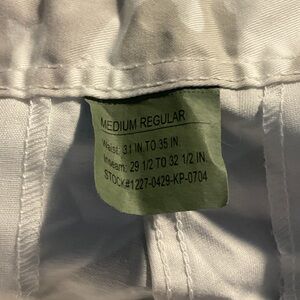 MEDIUM REGULAR
Waist: 31 IN TO 35 IN
Inseam: 29 1/2 TO 32 1/2 IN
STOCK#1227-0429-KP-0704